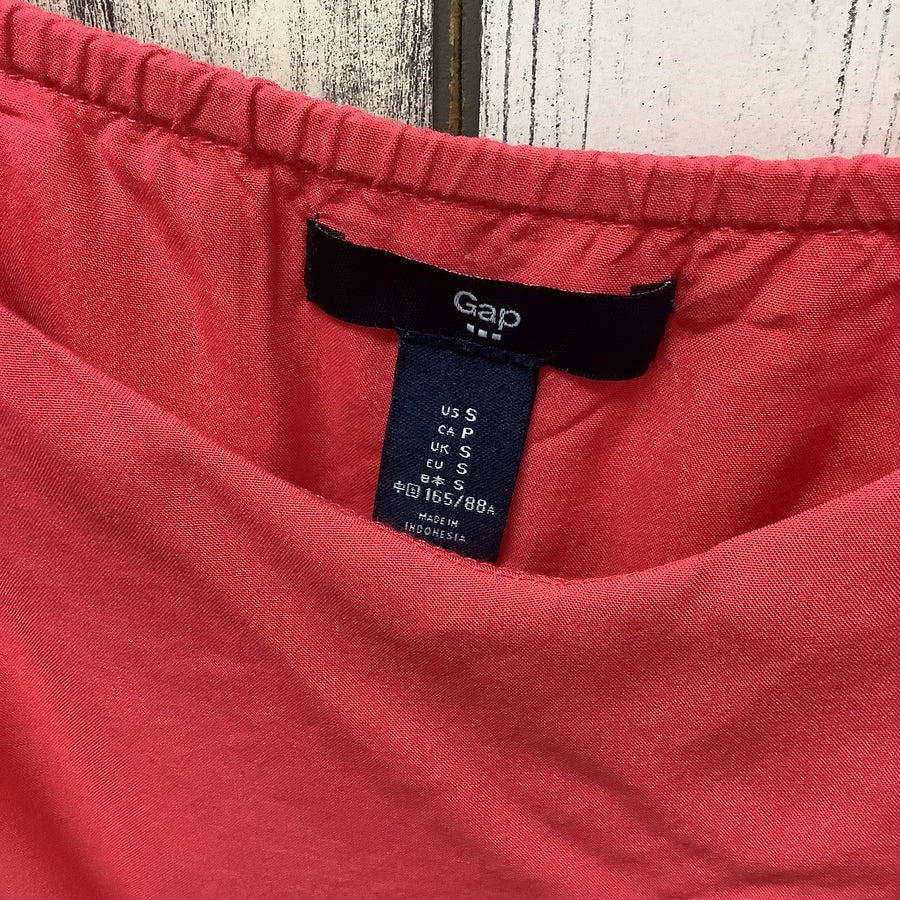 Gap
US S
CA P
UK S
EU S
日本 S
中国 165/88A
MADE IN
INDONESIA